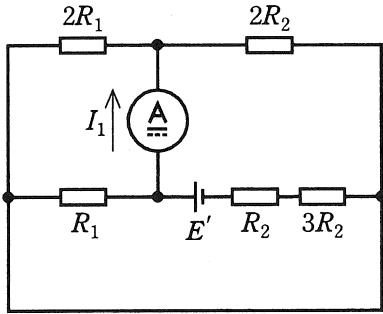 2R₁ 2R₂
A
I₁
R₁ E′ R₂ 3R₂